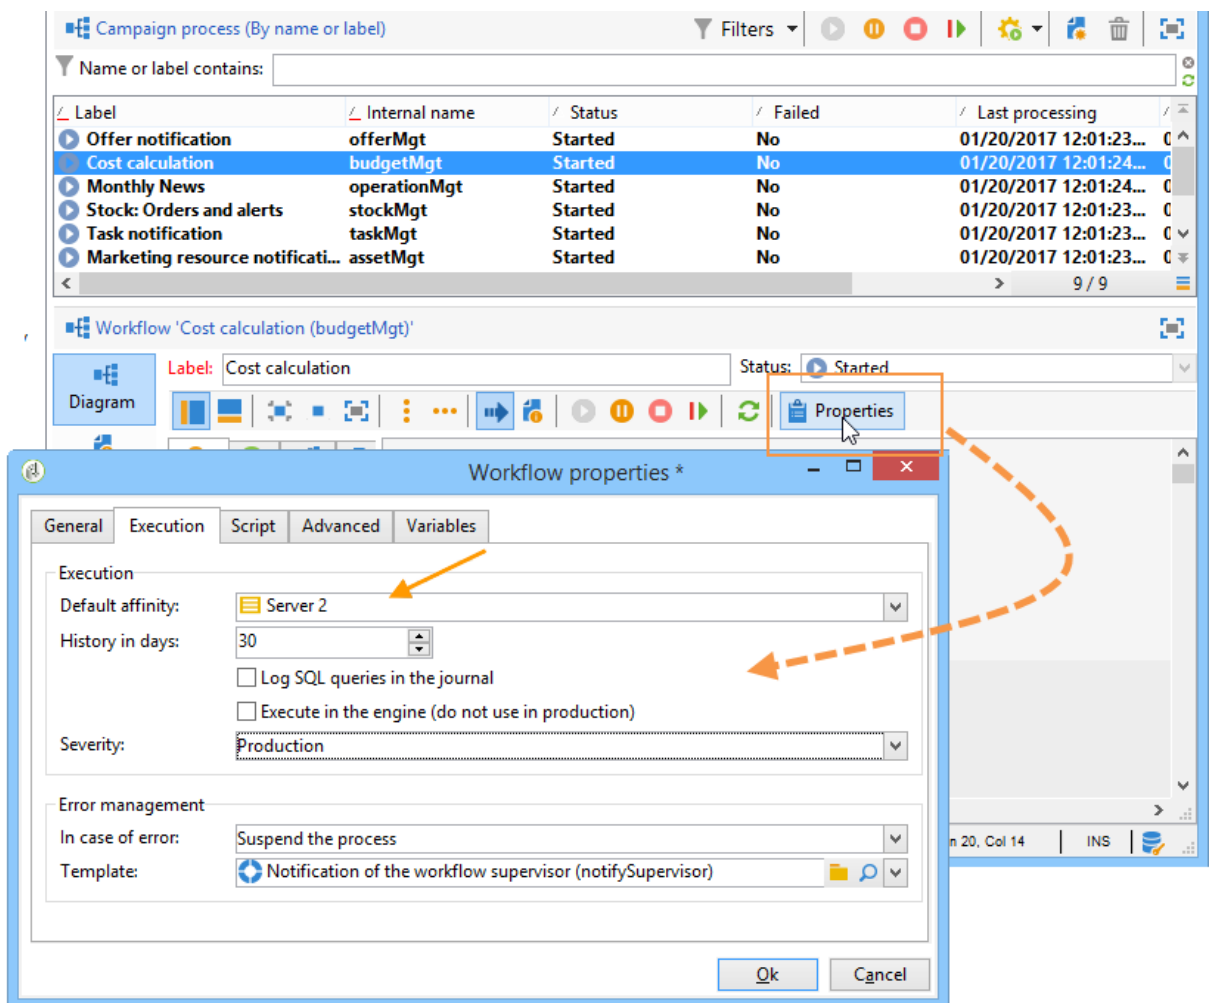 Campaign process (By name or label) Filters
Name or label contains:
Label Internal name Status Failed Last processing
Offer notification offerMgt Started No 01/20/2017 12:01:23... 0
Cost calculation budgetMgt Started No 01/20/2017 12:01:24... 0
Monthly News operationMgt Started No 01/20/2017 12:01:24... 0
Stock: Orders and alerts stockMgt Started No 01/20/2017 12:01:23... 0
Task notification taskMgt Started No 01/20/2017 12:01:23... 0
Marketing resource notificati... assetMgt Started No 01/20/2017 12:01:23... 0
9 / 9
Workflow 'Cost calculation (budgetMgt)'
Label: Cost calculation Status: Started
Diagram
Properties
Workflow properties *
General Execution Script Advanced Variables
Execution
Default affinity: Server 2
History in days: 30
Log SQL queries in the journal
Execute in the engine (do not use in production)
Severity: Production
Error management
In case of error: Suspend the process
Template: Notification of the workflow supervisor (notifySupervisor)
n 20, Col 14 INS
Ok Cancel